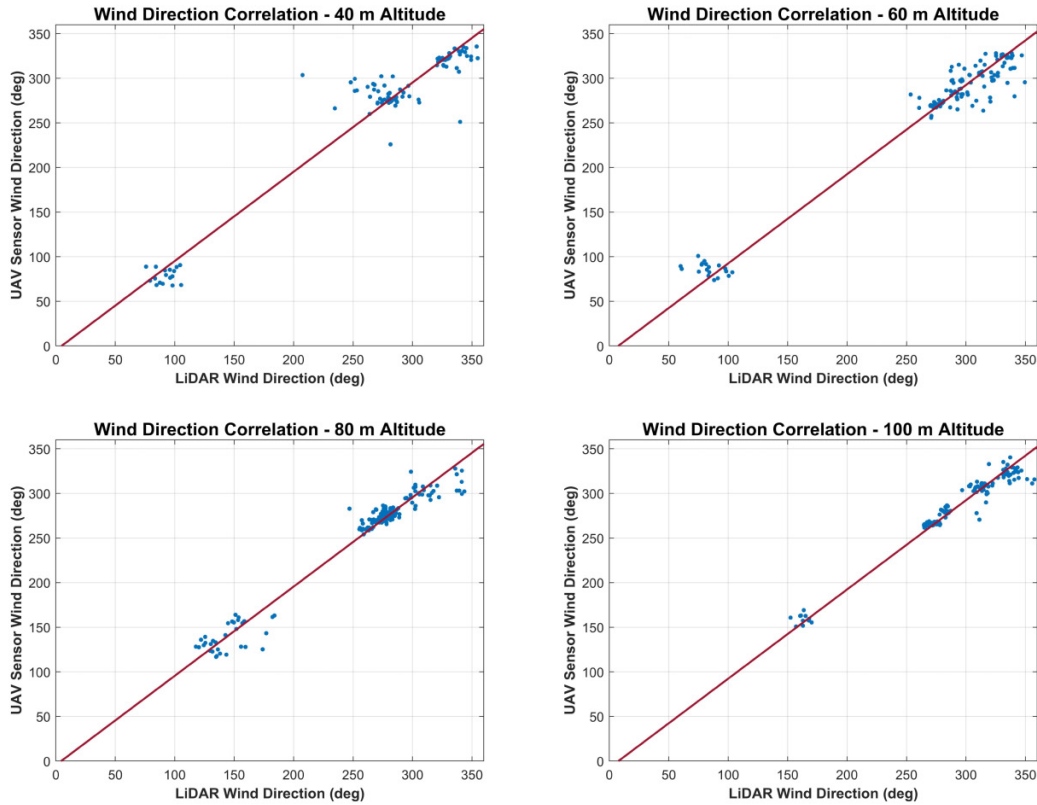 Wind Direction Correlation - 40 m Altitude
UAV Sensor Wind Direction (deg)
350
300
250
200
150
100
50
0
0 50 100 150 200 250 300 350
LiDAR Wind Direction (deg)
Wind Direction Correlation - 60 m Altitude
UAV Sensor Wind Direction (deg)
350
300
250
200
150
100
50
0
0 50 100 150 200 250 300 350
LiDAR Wind Direction (deg)
Wind Direction Correlation - 80 m Altitude
UAV Sensor Wind Direction (deg)
350
300
250
200
150
100
50
0
0 50 100 150 200 250 300 350
LiDAR Wind Direction (deg)
Wind Direction Correlation - 100 m Altitude
UAV Sensor Wind Direction (deg)
350
300
250
200
150
100
50
0
0 50 100 150 200 250 300 350
LiDAR Wind Direction (deg)